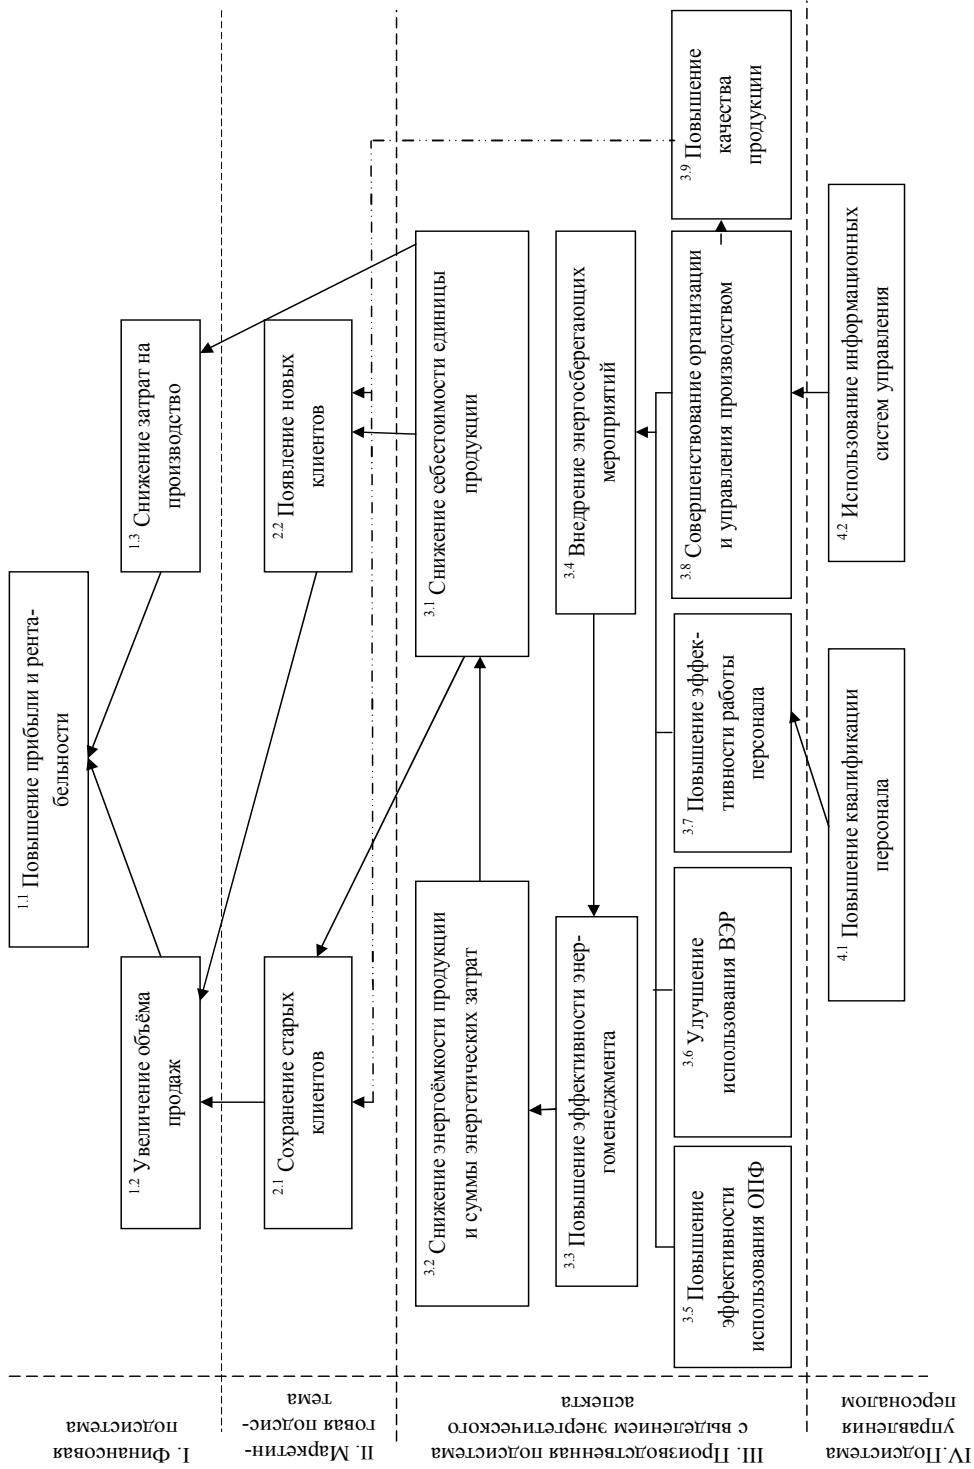 I. Финансовая
подсистема
1.1 Повышение прибыли и рента-
бельности
1.2 Увеличение объёма
продаж
1.3 Снижение затрат на
производство
II. Маркетин-
говая подсис-
тема
2.1 Сохранение старых
клиентов
2.2 Появление новых
клиентов
III. Производственная подсистема
с выделением энергетического
аспекта
3.2 Снижение энергоёмкости продукции
и суммы энергетических затрат
3.1 Снижение себестоимости единицы
продукции
3.3 Повышение эффективности энер-
гоменеджмента
3.4 Внедрение энергосберегающих
мероприятий
3.5 Повышение
эффективности
использования ОПФ
3.6 Улучшение
использования ВЭР
3.7 Повышение эффек-
тивности работы
персонала
3.8 Совершенствование организации
и управления производством
3.9 Повышение
качества
продукции
IV.Подсистема
управления
персоналом
4.1 Повышение квалификации
персонала
4.2 Использование информационных
систем управления